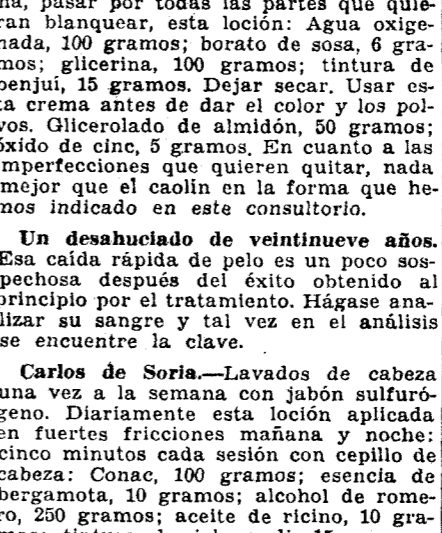 na, pasar por todas las partes que quie-
ran blanquear, esta loción: Agua oxige-
nada, 100 gramos; borato de sosa, 6 gra-
mos; glicerina, 100 gramos; tintura de
benjuí, 15 gramos. Dejar secar. Usar es-
ta crema antes de dar el color y los pol-
vos. Glicerolado de almidón, 50 gramos;
óxido de cinc, 5 gramos. En cuanto a las
imperfecciones que quieren quitar, nada
mejor que el caolin en la forma que he-
mos indicado en este consultorio.
Un desahuciado de veintinueve años.
Esa caída rápida de pelo es un poco sos-
pechosa después del éxito obtenido al
principio por el tratamiento. Hágase ana-
lizar su sangre y tal vez en el análisis
se encuentre la clave.
Carlos de Soria.—Lavados de cabeza
una vez a la semana con jabón sulfuró-
geno. Diariamente esta loción aplicada
en fuertes fricciones mañana y noche:
cinco minutos cada sesión con cepillo de
cabeza: Conac, 100 gramos; esencia de
bergamota, 10 gramos; alcohol de rome-
ro, 250 gramos; aceite de ricino, 10 gra-